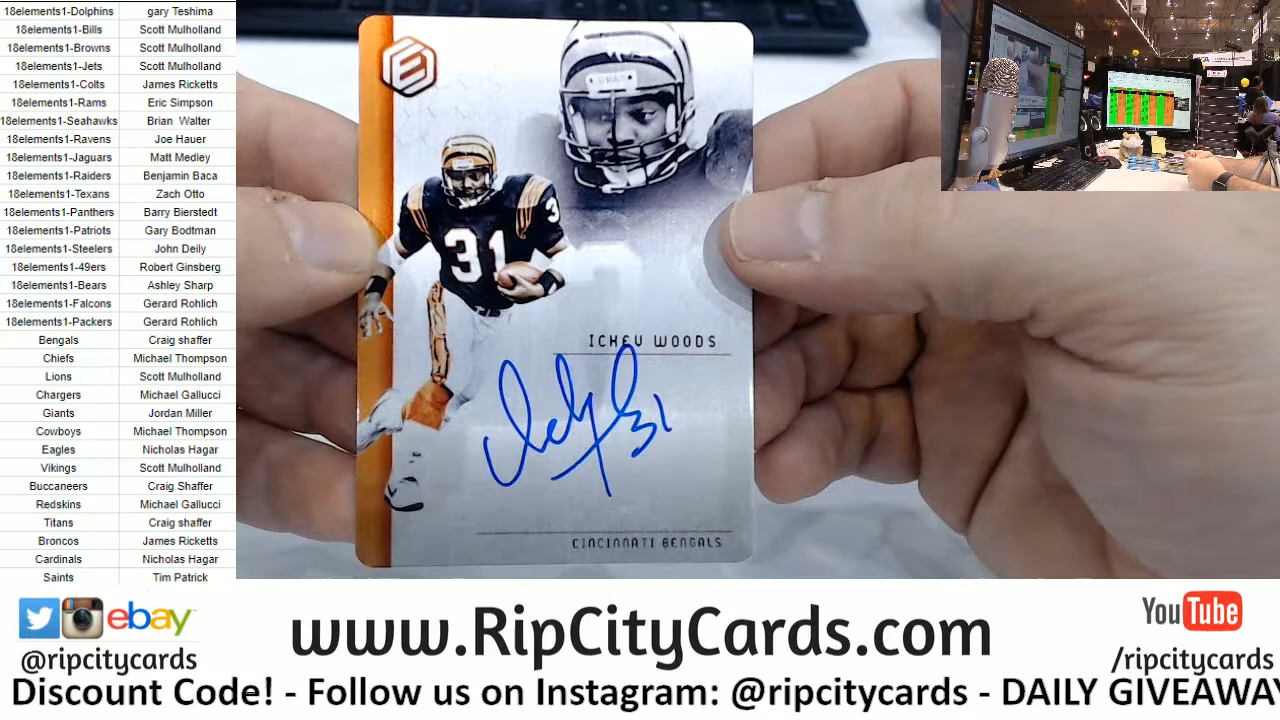 18elements1-Dolphins gary Teshima
18elements1-Bills Scott Mulholland
18elements1-Browns Scott Mulholland
18elements1-Jets Scott Mulholland
18elements1-Colts James Ricketts
18elements1-Rams Eric Simpson
18elements1-Seahawks Brian Walter
18elements1-Ravens Joe Hauer
18elements1-Jaguars Matt Medley
18elements1-Raiders Benjamin Baca
18elements1-Texans Zach Otto
18elements1-Panthers Barry Bierstedt
18elements1-Patriots Gary Bodtman
18elements1-Steelers John Deily
18elements1-49ers Robert Ginsberg
18elements1-Bears Ashley Sharp
18elements1-Falcons Gerard Rohlich
18elements1-Packers Gerard Rohlich
Bengals Craig shaffer
Chiefs Michael Thompson
Lions Scott Mulholland
Chargers Michael Gallucci
Giants Jordan Miller
Cowboys Michael Thompson
Eagles Nicholas Hagar
Vikings Scott Mulholland
Buccaneers Craig Shaffer
Redskins Michael Gallucci
Titans Craig shaffer
Broncos James Ricketts
Cardinals Nicholas Hagar
Saints Tim Patrick
E
31
31
ICKEY WOODS
Ickey 31
CINCINNATI BENGALS
ebay
@ripcitycards
www.RipCityCards.com
YouTube
/ripcitycards
Discount Code! - Follow us on Instagram: @ripcitycards - DAILY GIVEAWAY